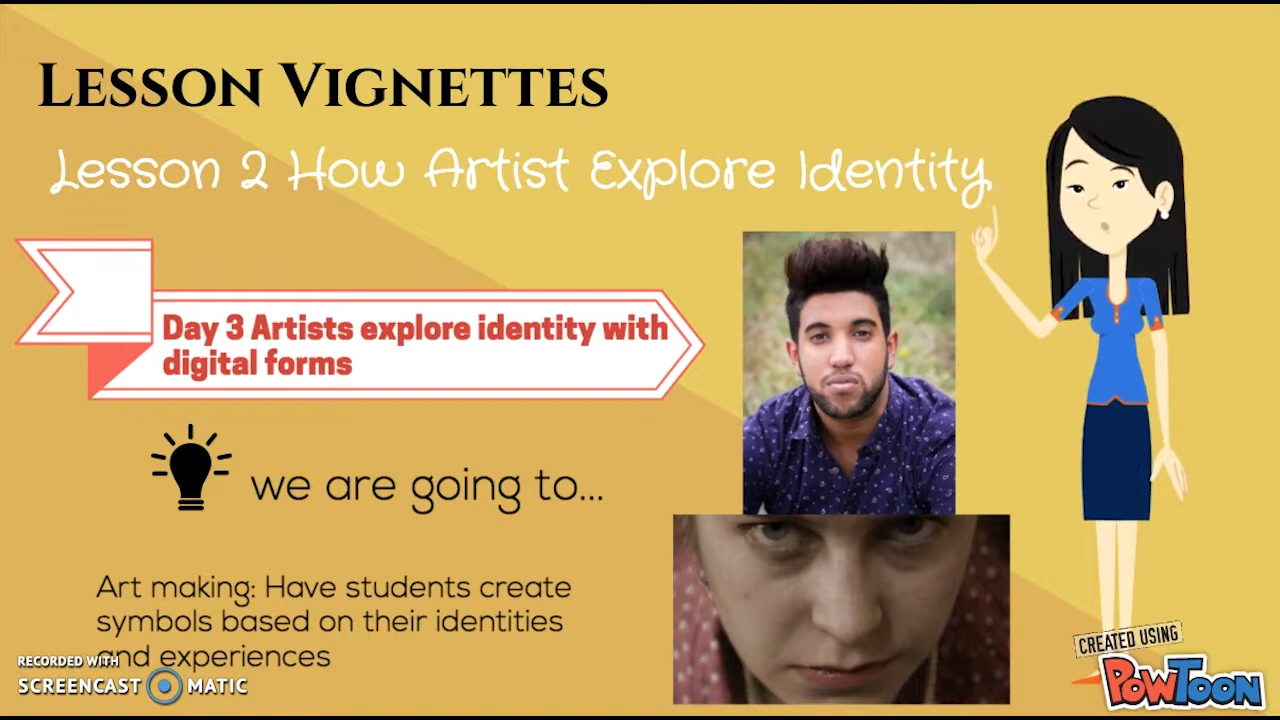 Lesson Vignettes
Lesson 2 How Artist Explore Identity
Day 3 Artists explore identity with
digital forms
we are going to...
Art making: Have students create
symbols based on their identities
and experiences
RECORDED WITH
SCREENCAST MATIC
CREATED USING
POWTOON